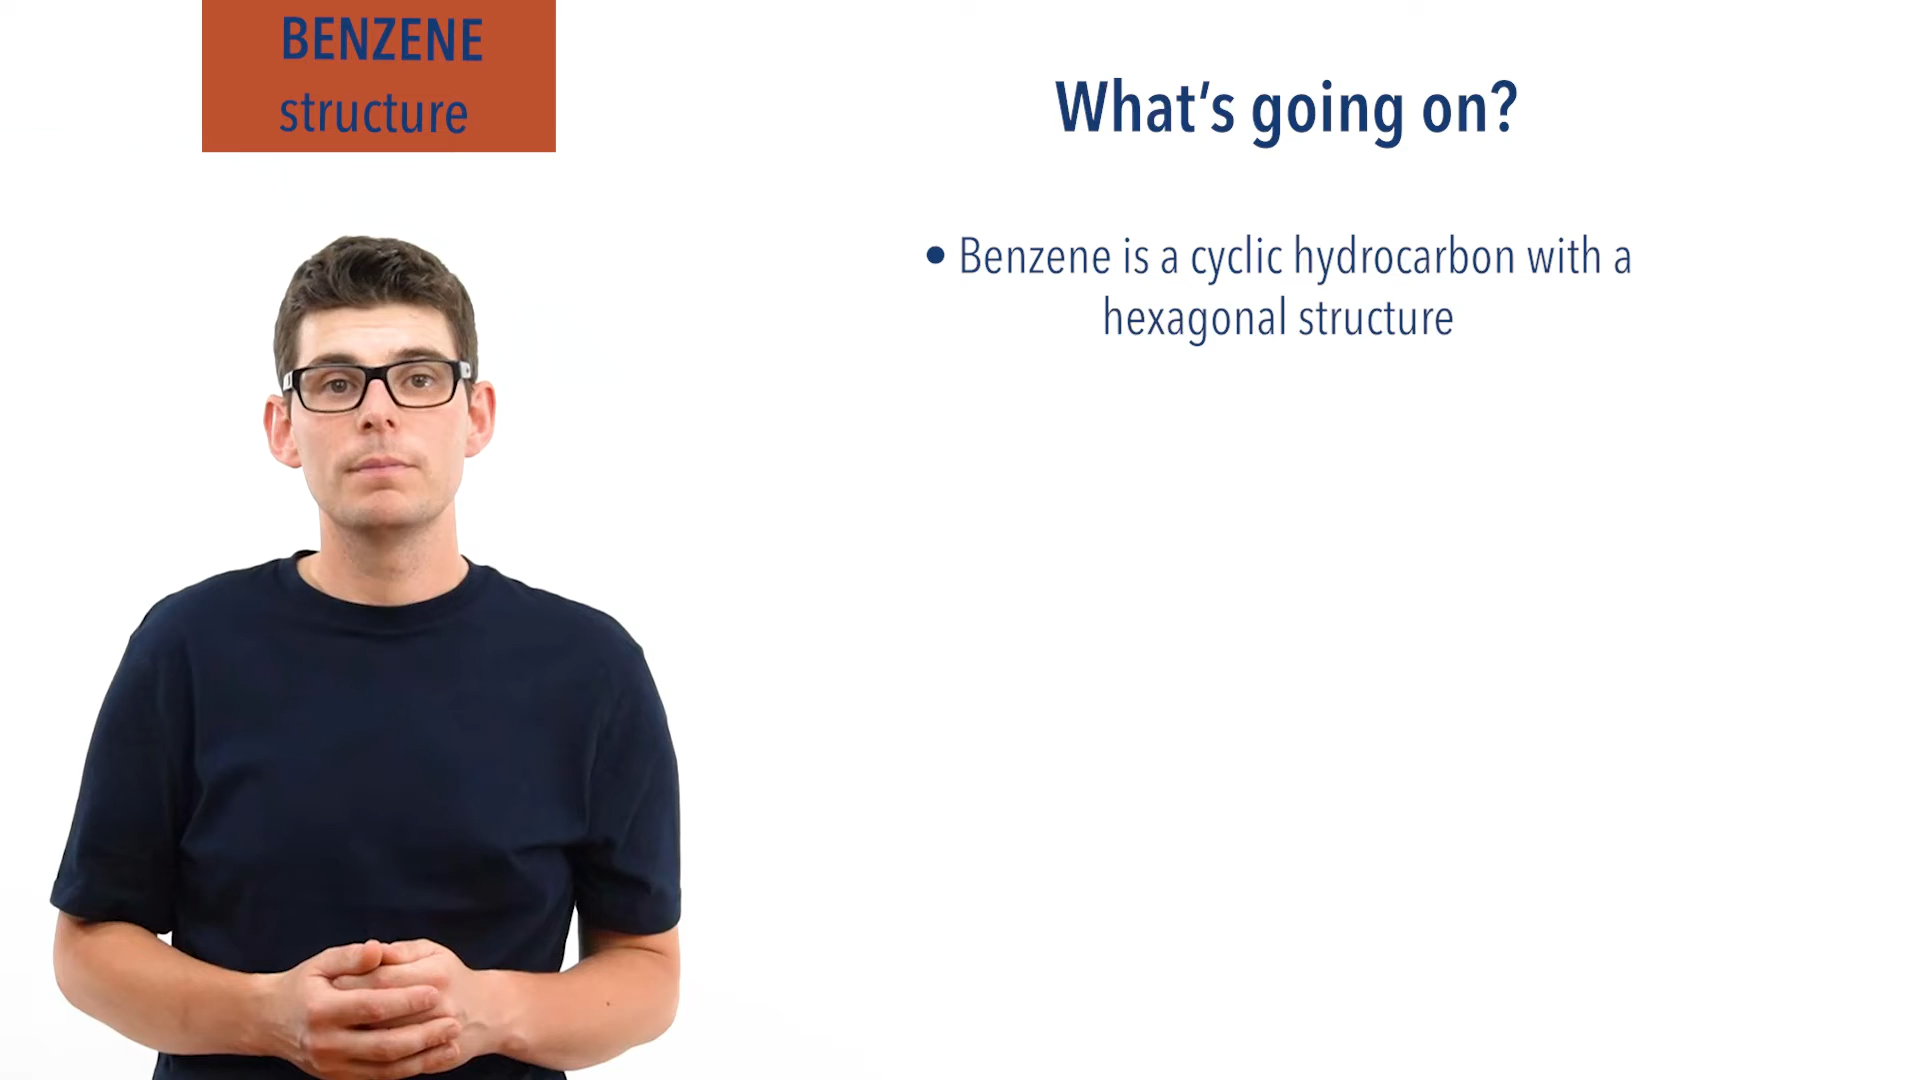 BENZENE
structure
What‘s going on?
• Benzene is a cyclic hydrocarbon with a
hexagonal structure